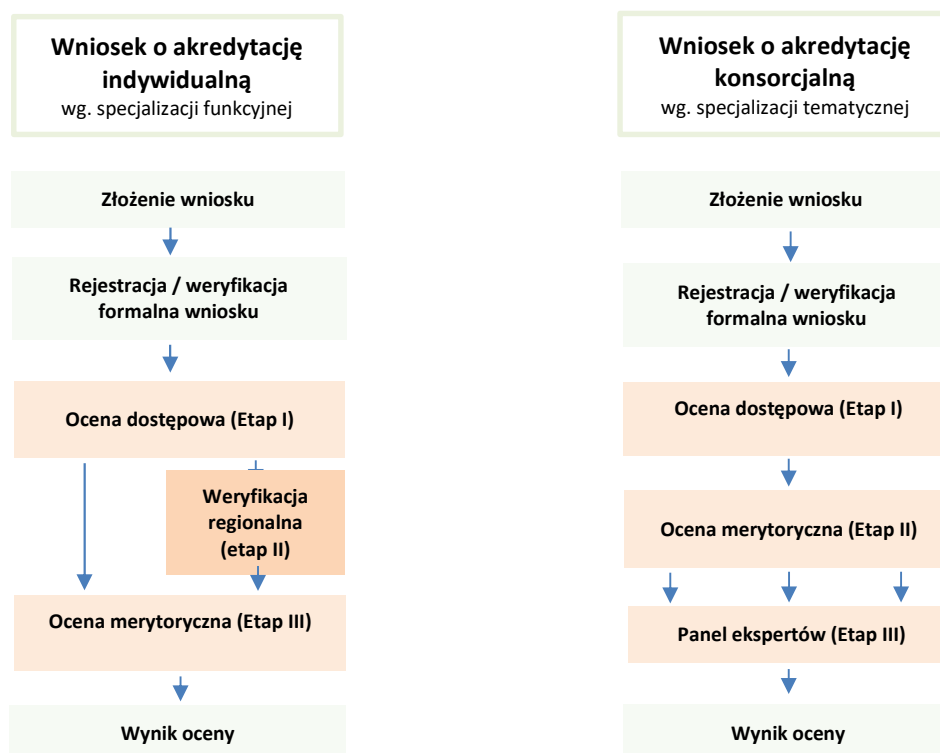 Wniosek o akredytację
indywidualną
wg. specjalizacji funkcyjnej
Złożenie wniosku
Rejestracja / weryfikacja
formalna wniosku
Ocena dostępowa (Etap I)
Weryfikacja
regionalna
(etap II)
Ocena merytoryczna (Etap III)
Wynik oceny
Wniosek o akredytację
konsorcjalną
wg. specjalizacji tematycznej
Złożenie wniosku
Rejestracja / weryfikacja
formalna wniosku
Ocena dostępowa (Etap I)
Ocena merytoryczna (Etap II)
Panel ekspertów (Etap III)
Wynik oceny